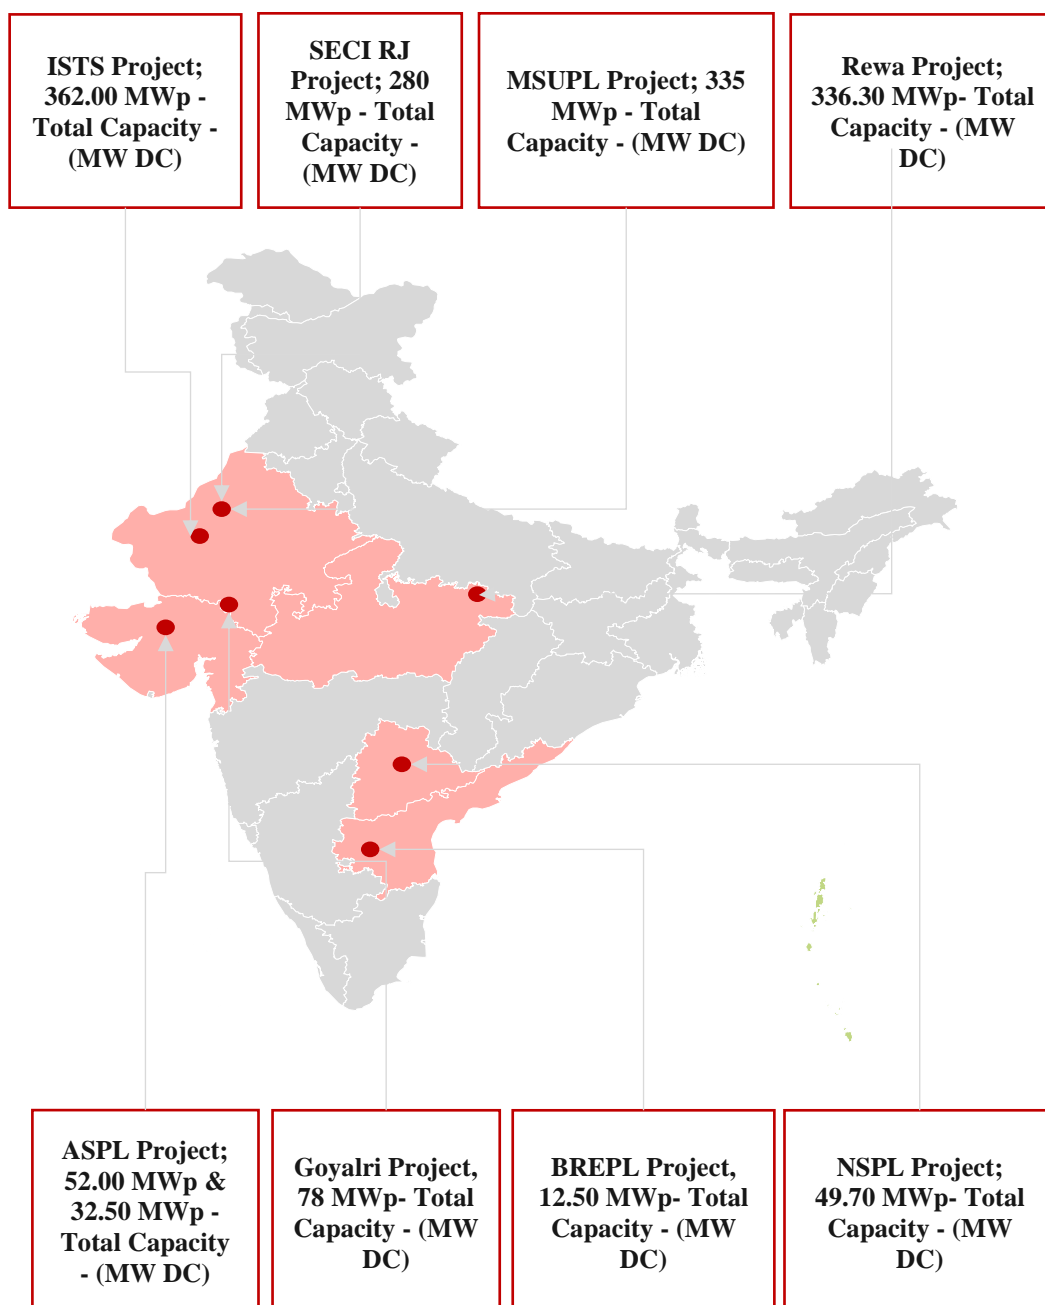 ISTS Project;
362.00 MWp -
Total Capacity -
(MW DC)
SECI RJ
Project; 280
MWp - Total
Capacity -
(MW DC)
MSUPL Project; 335
MWp - Total
Capacity - (MW DC)
Rewa Project;
336.30 MWp- Total
Capacity - (MW
DC)
ASPL Project;
52.00 MWp &
32.50 MWp -
Total Capacity
- (MW DC)
Goyalri Project,
78 MWp- Total
Capacity - (MW
DC)
BREPL Project,
12.50 MWp- Total
Capacity - (MW
DC)
NSPL Project;
49.70 MWp- Total
Capacity - (MW
DC)